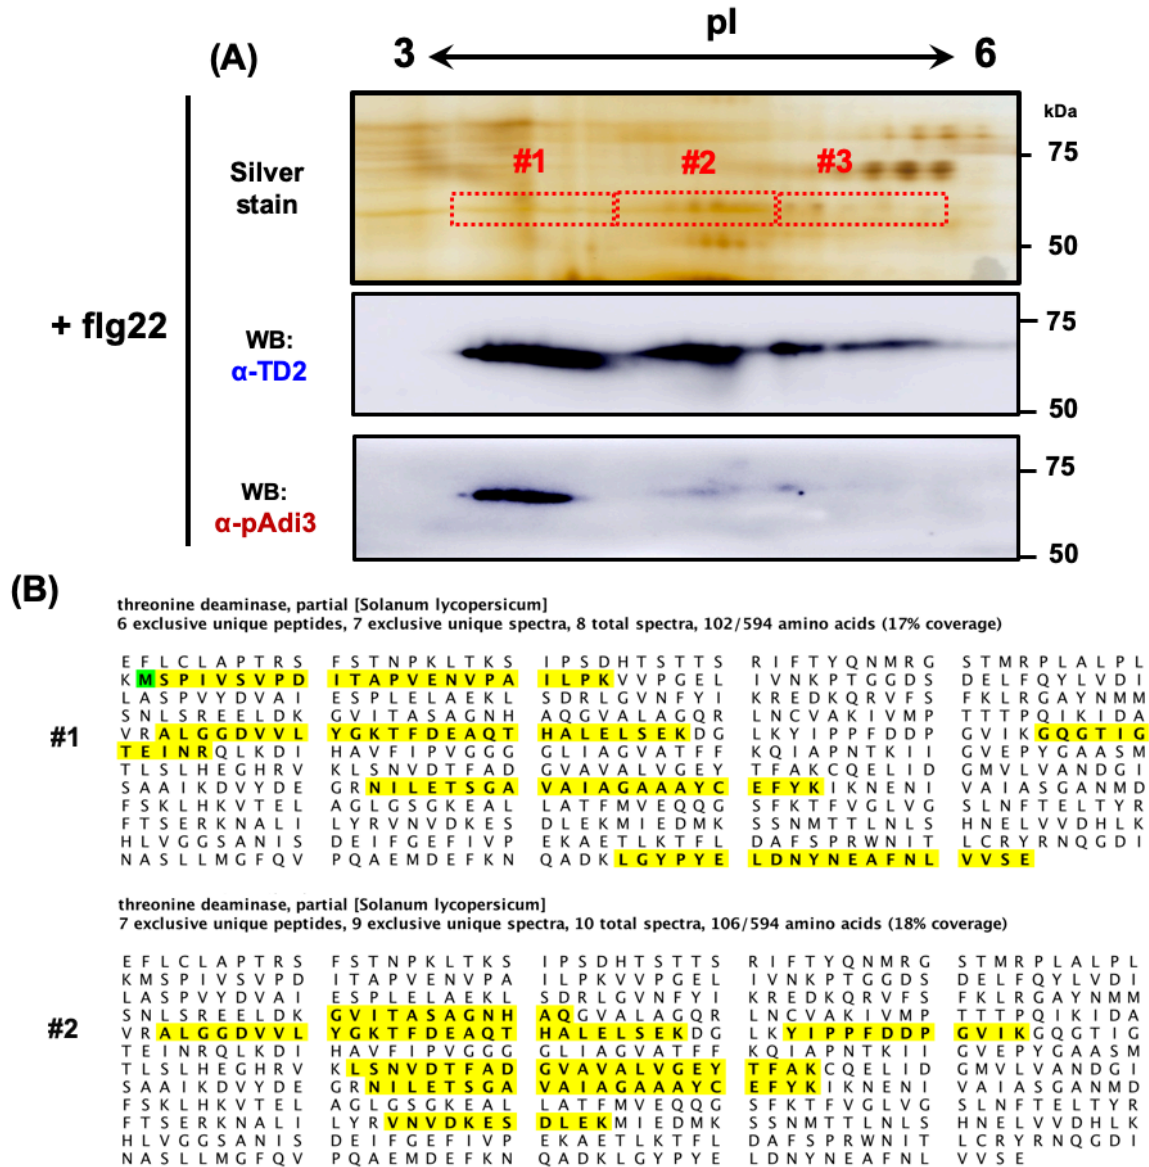 pI
(A)
3
6
kDa
Silver
stain
#1
#2
#3
75
50
+ flg22
WB:
α-TD2
75
50
WB:
α-pAdi3
75
50
(B)
threonine deaminase, partial [Solanum lycopersicum]
6 exclusive unique peptides, 7 exclusive unique spectra, 8 total spectra, 102/594 amino acids (17% coverage)
#1
E F L C L A P T R S F S T N P K L T K S I P S D H T S T T S R I F T Y Q N M R G S T M R P L A L P L
K M S P I V S V P D I T A P V E N V P A I L P K V V P G E L I V N K P T G G D S D E L F Q Y L V D I
L A S P V Y D V A I E S P L E L A E K L S D R L G V N F Y I K R E D K Q R V F S F K L R G A Y N M M
S N L S R E E L D K G V I T A S A G N H A Q G V A L A G Q R L N C V A K I V M P T T T P Q I K I D A
V R A L G G D V V L Y G K T F D E A Q T H A L E L S E K D G L K Y I P P F D D P G V I K G Q G T I G
T E I N R Q L K D I H A V F I P V G G G G L I A G V A T F F K Q I A P N T K I I G V E P Y G A A S M
T L S L H E G H R V K L S N V D T F A D G V A V A L V G E Y T F A K C Q E L I D G M V L V A N D G I
S A A I K D V Y D E G R N I L E T S G A V A I A G A A A Y C E F Y K I K N E N I V A I A S G A N M D
F S K L H K V T E L A G L G S G K E A L L A T F M V E Q Q G S F K T F V G L V G S L N F T E L T Y R
F T S E R K N A L I L Y R V N V D K E S D L E K M I E D M K S S N M T T L N L S H N E L V V D H L K
H L V G G S A N I S D E I F G E F I V P E K A E T L K T F L D A F S P R W N I T L C R Y R N Q G D I
N A S L L M G F Q V P Q A E M D E F K N Q A D K L G Y P Y E L D N Y N E A F N L V V S E
threonine deaminase, partial [Solanum lycopersicum]
7 exclusive unique peptides, 9 exclusive unique spectra, 10 total spectra, 106/594 amino acids (18% coverage)
#2
E F L C L A P T R S F S T N P K L T K S I P S D H T S T T S R I F T Y Q N M R G S T M R P L A L P L
K M S P I V S V P D I T A P V E N V P A I L P K V V P G E L I V N K P T G G D S D E L F Q Y L V D I
L A S P V Y D V A I E S P L E L A E K L S D R L G V N F Y I K R E D K Q R V F S F K L R G A Y N M M
S N L S R E E L D K G V I T A S A G N H A Q G V A L A G Q R L N C V A K I V M P T T T P Q I K I D A
V R A L G G D V V L Y G K T F D E A Q T H A L E L S E K D G L K Y I P P F D D P G V I K G Q G T I G
T E I N R Q L K D I H A V F I P V G G G G L I A G V A T F F K Q I A P N T K I I G V E P Y G A A S M
T L S L H E G H R V K L S N V D T F A D G V A V A L V G E Y T F A K C Q E L I D G M V L V A N D G I
S A A I K D V Y D E G R N I L E T S G A V A I A G A A A Y C E F Y K I K N E N I V A I A S G A N M D
F S K L H K V T E L A G L G S G K E A L L A T F M V E Q Q G S F K T F V G L V G S L N F T E L T Y R
F T S E R K N A L I L Y R V N V D K E S D L E K M I E D M K S S N M T T L N L S H N E L V V D H L K
H L V G G S A N I S D E I F G E F I V P E K A E T L K T F L D A F S P R W N I T L C R Y R N Q G D I
N A S L L M G F Q V P Q A E M D E F K N Q A D K L G Y P Y E L D N Y N E A F N L V V S E